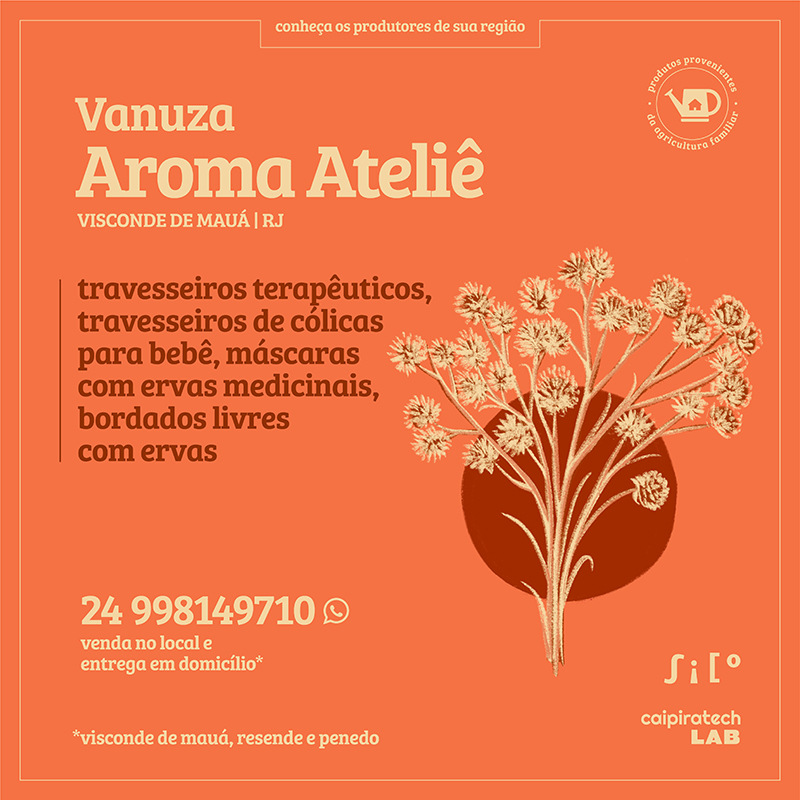 conheça os produtores de sua região
produtos provenientes
da agricultura familiar
Vanuza
Aroma Ateliê
VISCONDE DE MAUÁ | RJ
travesseiros terapêuticos,
travesseiros de cólicas
para bebê, máscaras
com ervas medicinais,
bordados livres
com ervas
24 998149710
venda no local e
entrega em domicílio*
*visconde de mauá, resende e penedo
silo
caipiratech
LAB